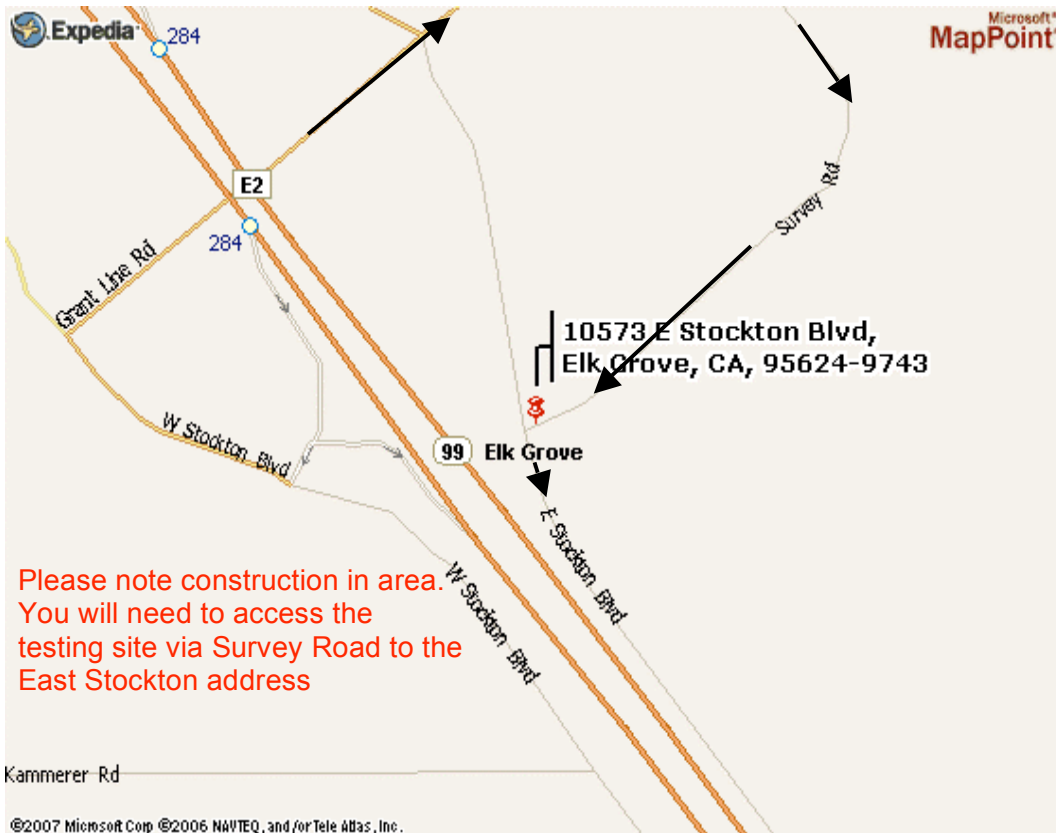 Expedia
284
Microsoft®
MapPoint®
E2
284
Survey Rd
Grant Line Rd
10573 E Stockton Blvd,
Elk Grove, CA, 95624-9743
W Stockton Blvd
99
Elk Grove
E Stockton Blvd
W Stockton Blvd
Please note construction in area.
You will need to access the
testing site via Survey Road to the
East Stockton address
Kammerer Rd
©2007 Microsoft Corp ©2006 NAVTEQ, and/or Tele Atlas, Inc.